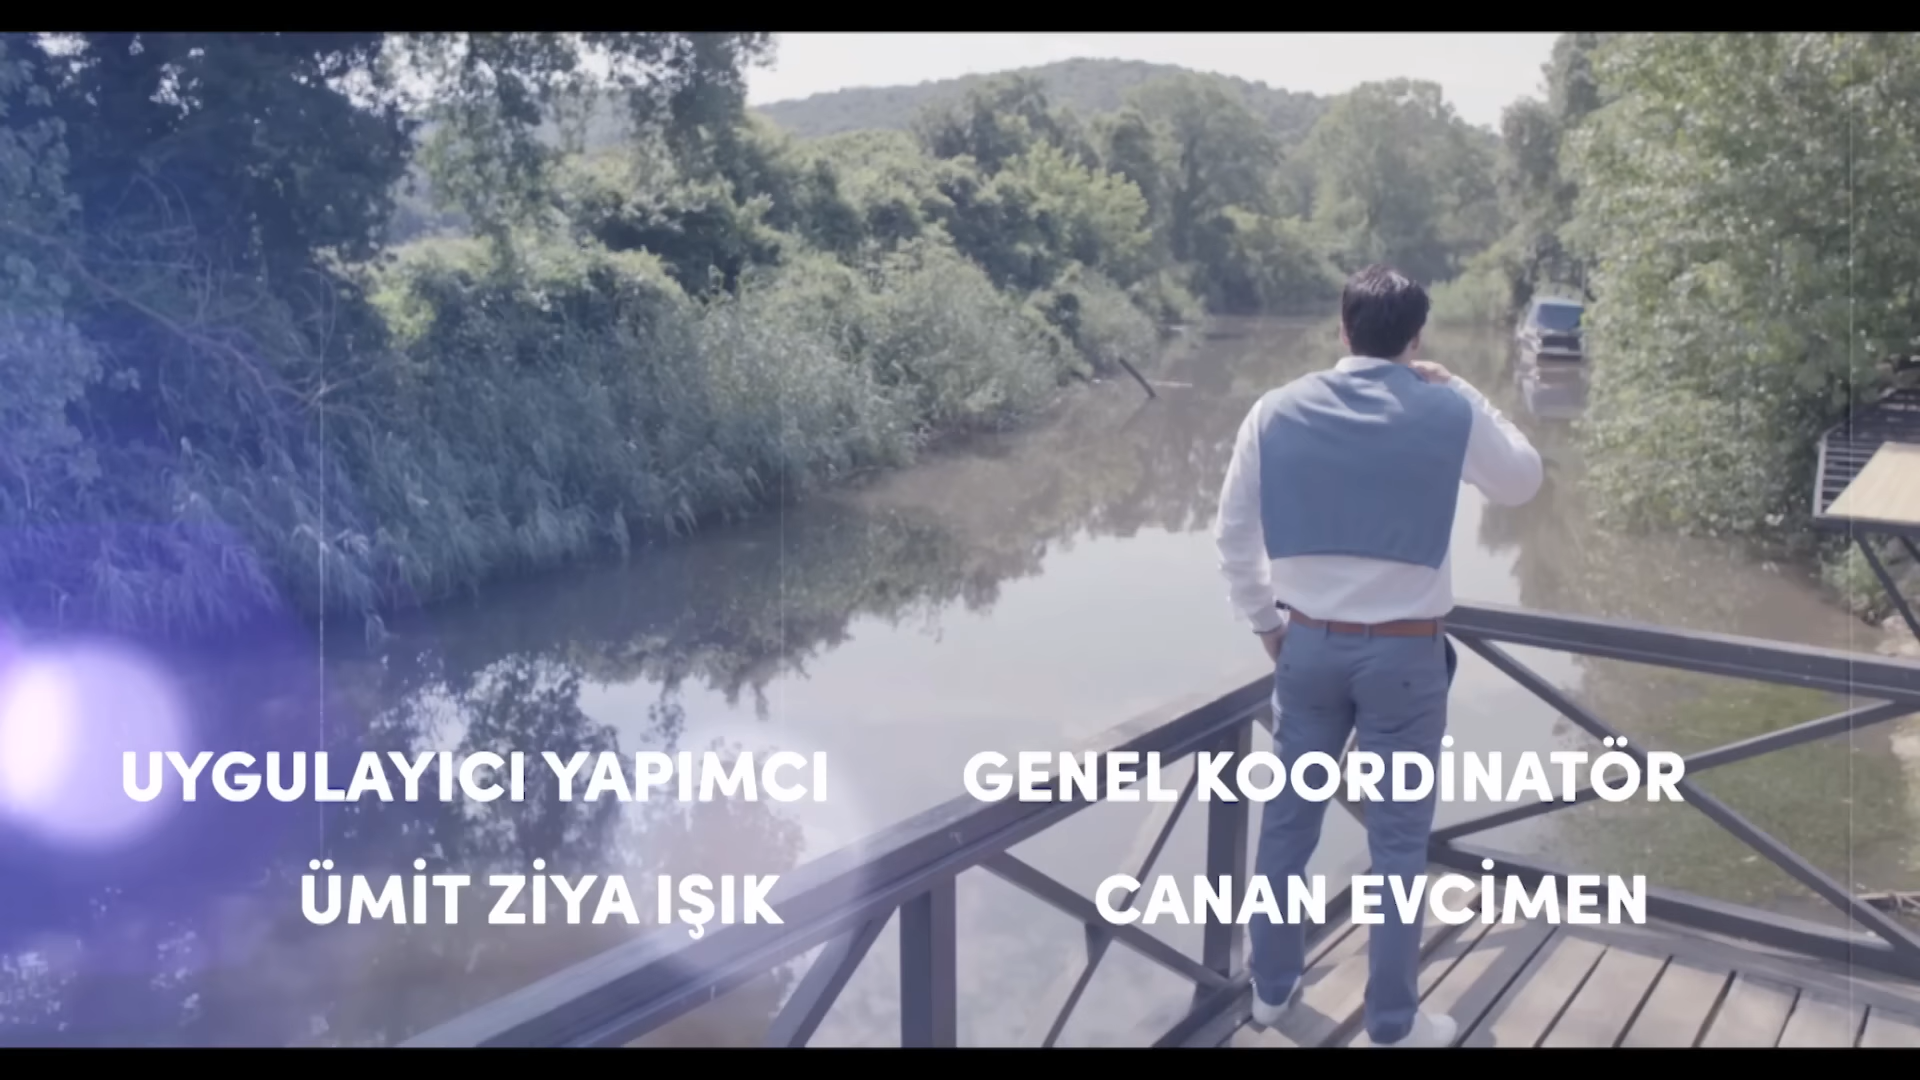 UYGULAYICI YAPIMCI
ÜMİT ZİYA IŞIK
GENEL KOORDİNATÖR
CANAN EVCİMEN